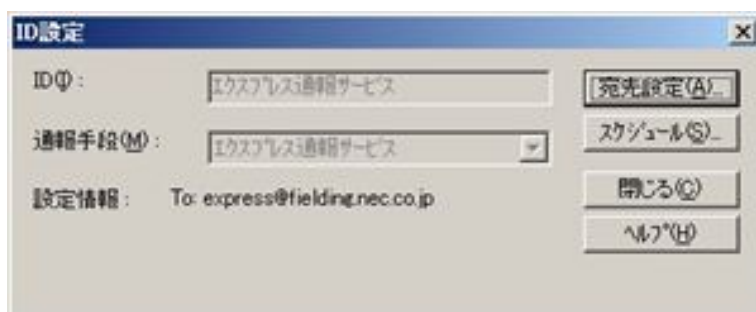 ID設定
ID(I):
エクスプレス通報サービス
宛先設定(A)...
通報手段(M):
エクスプレス通報サービス
スケジュール(S)...
設定情報: To: express@fielding.nec.co.jp
閉じる(C)
ヘルプ(H)